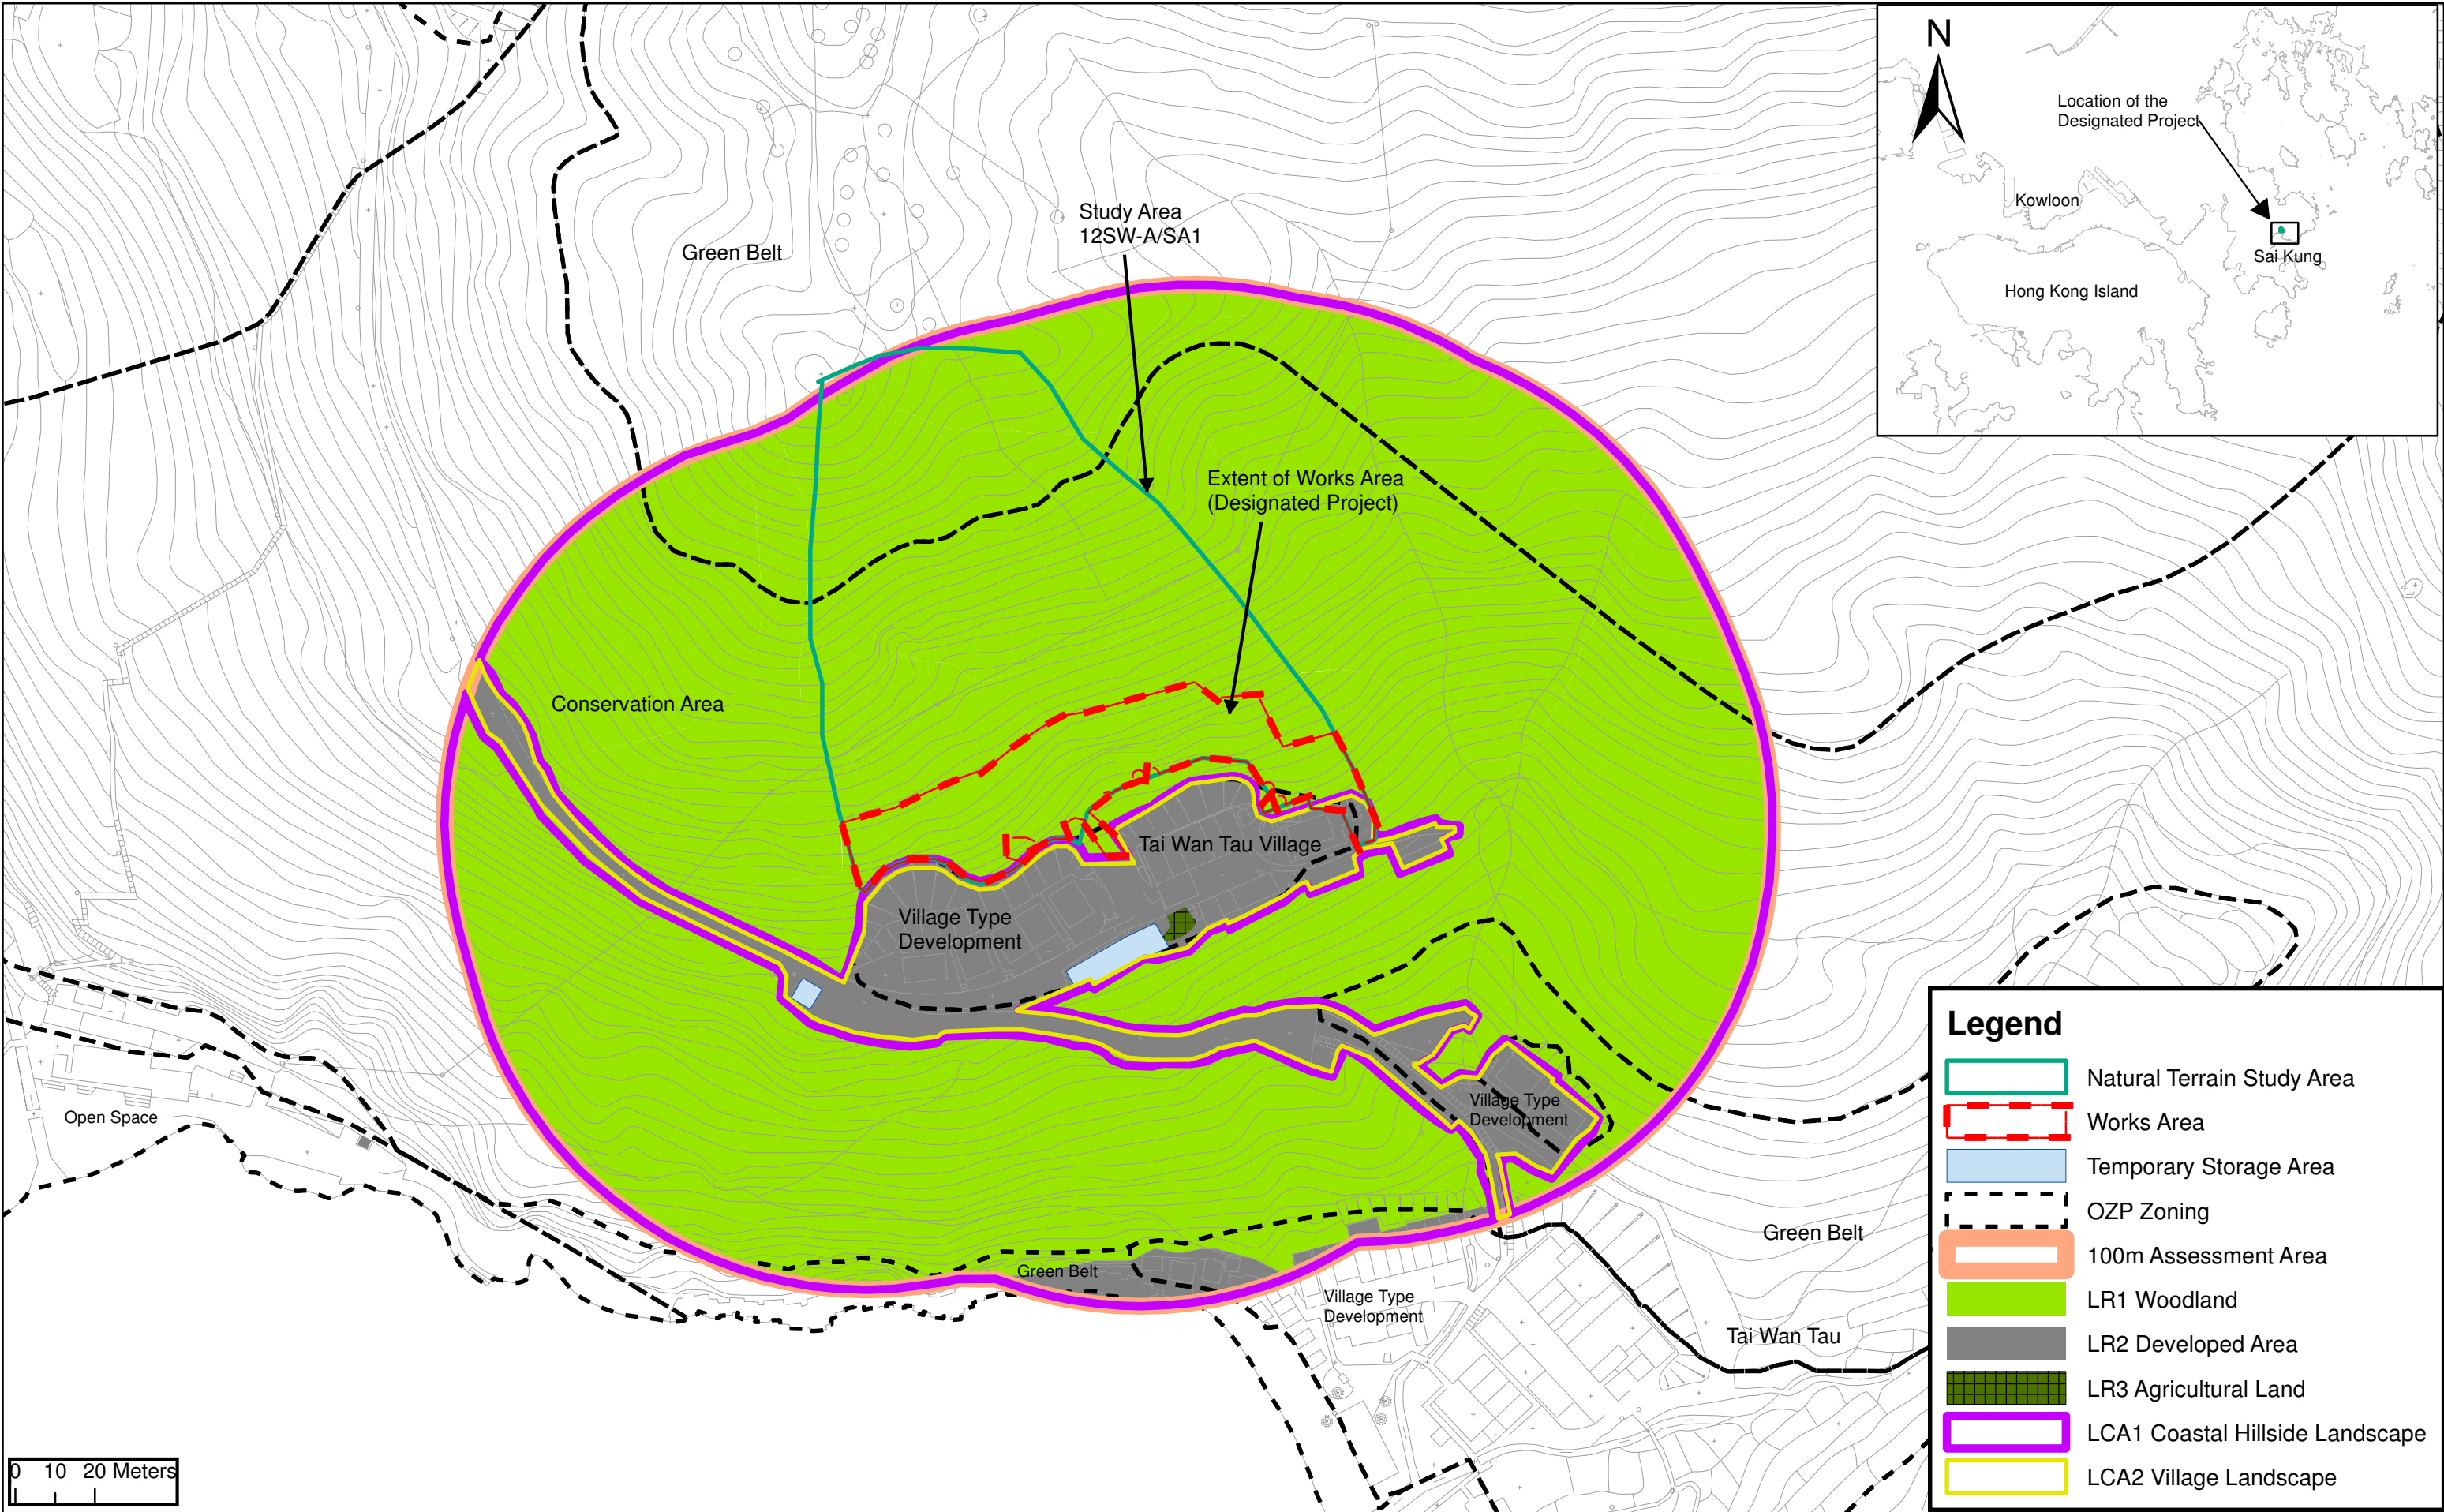 N
Location of the
Designated Project
Kowloon
Sai Kung
Hong Kong Island
Study Area
12SW-A/SA1
Green Belt
Extent of Works Area
(Designated Project)
Conservation Area
Tai Wan Tau Village
Village Type
Development
Village Type
Development
Open Space
Green Belt
Green Belt
Village Type
Development
Tai Wan Tau
Legend
Natural Terrain Study Area
Works Area
Temporary Storage Area
OZP Zoning
100m Assessment Area
LR1 Woodland
LR2 Developed Area
LR3 Agricultural Land
LCA1 Coastal Hillside Landscape
LCA2 Village Landscape
0 10 20 Meters